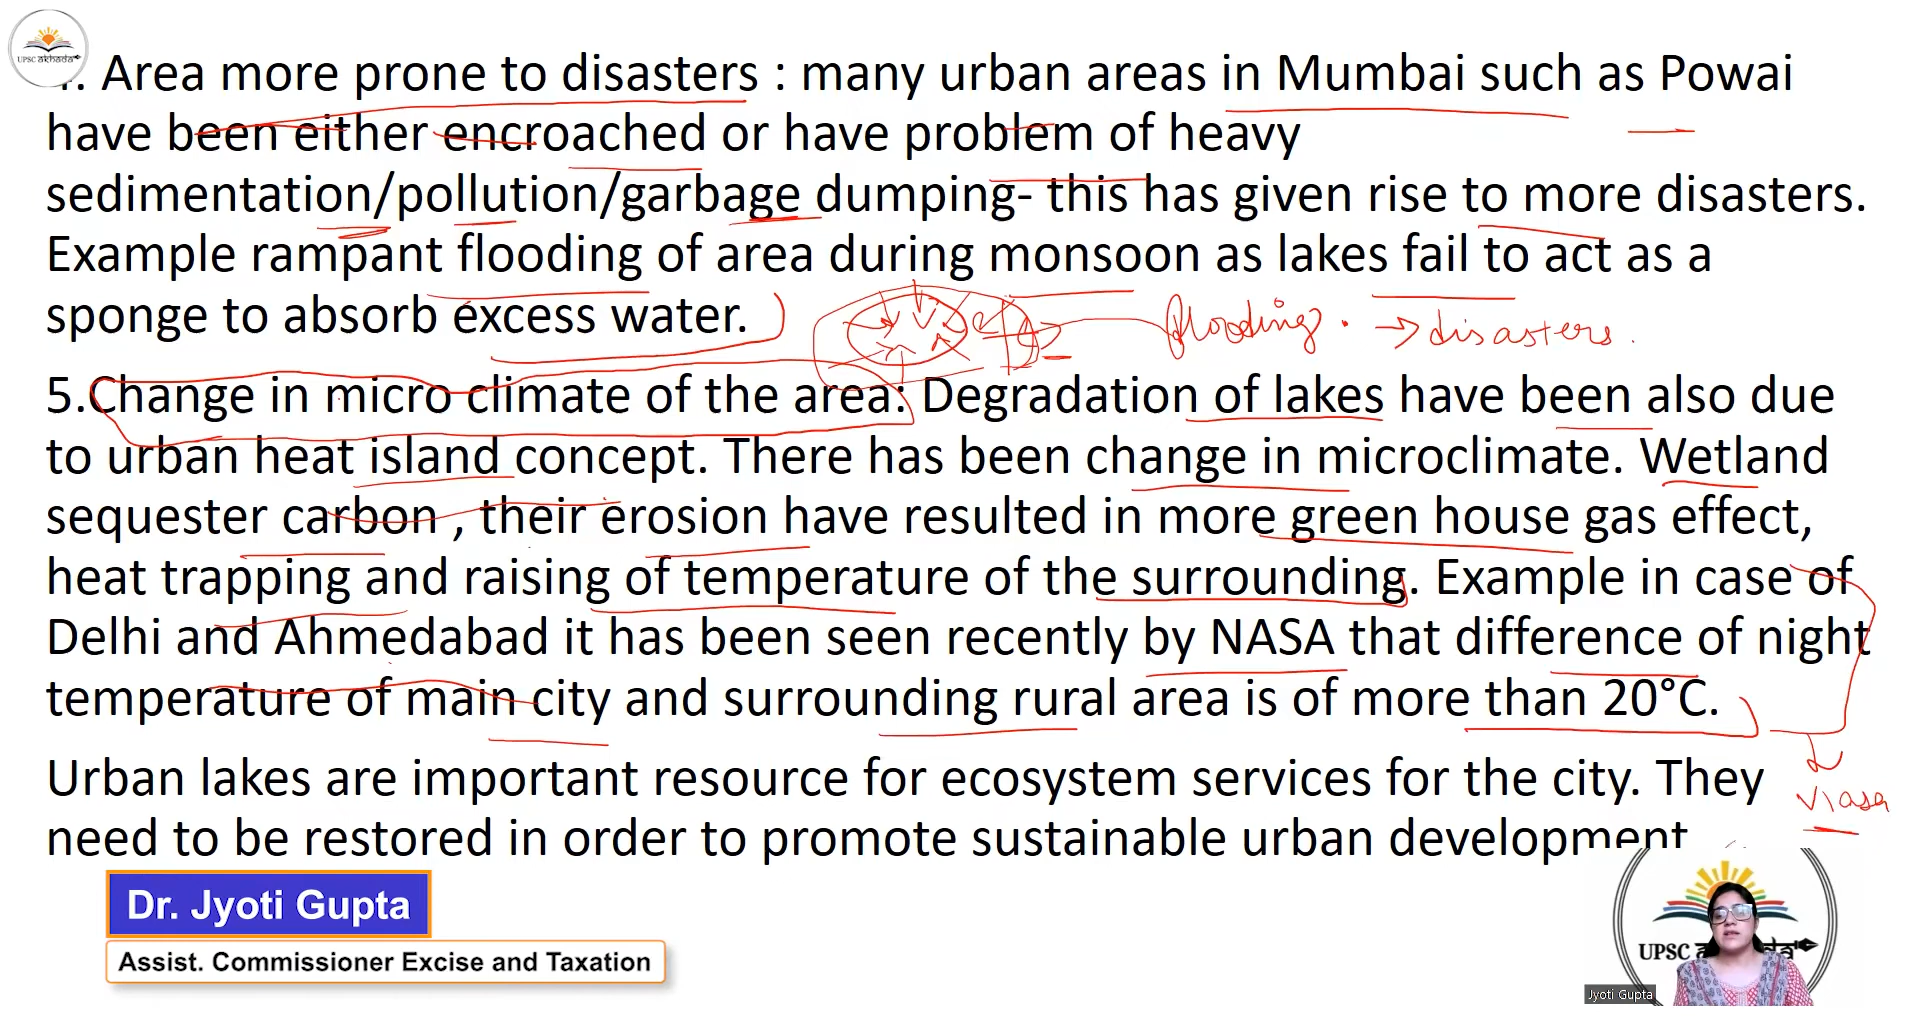 UPSC akhada
4. Area more prone to disasters : many urban areas in Mumbai such as Powai
have been either encroached or have problem of heavy
sedimentation/pollution/garbage dumping- this has given rise to more disasters.
Example rampant flooding of area during monsoon as lakes fail to act as a
sponge to absorb excess water.
flooding. → disasters.
5.Change in micro climate of the area: Degradation of lakes have been also due
to urban heat island concept. There has been change in microclimate. Wetland
sequester carbon , their erosion have resulted in more green house gas effect,
heat trapping and raising of temperature of the surrounding. Example in case of
Delhi and Ahmedabad it has been seen recently by NASA that difference of night
temperature of main city and surrounding rural area is of more than 20°C.
Urban lakes are important resource for ecosystem services for the city. They
need to be restored in order to promote sustainable urban development
Dr. Jyoti Gupta
Assist. Commissioner Excise and Taxation
UPSC
Jyoti Gupta